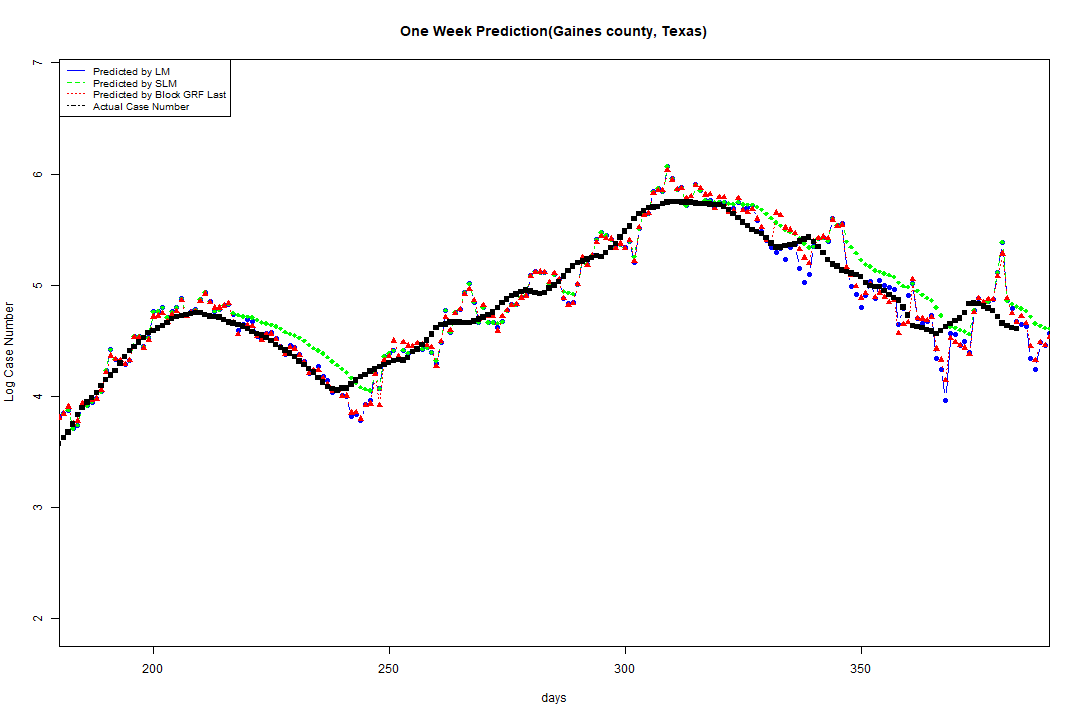 One Week Prediction(Gaines county, Texas)
Predicted by LM
Predicted by SLM
Predicted by Block GRF Last
Actual Case Number
7
6
5
4
3
2
Log Case Number
200
250
300
350
days